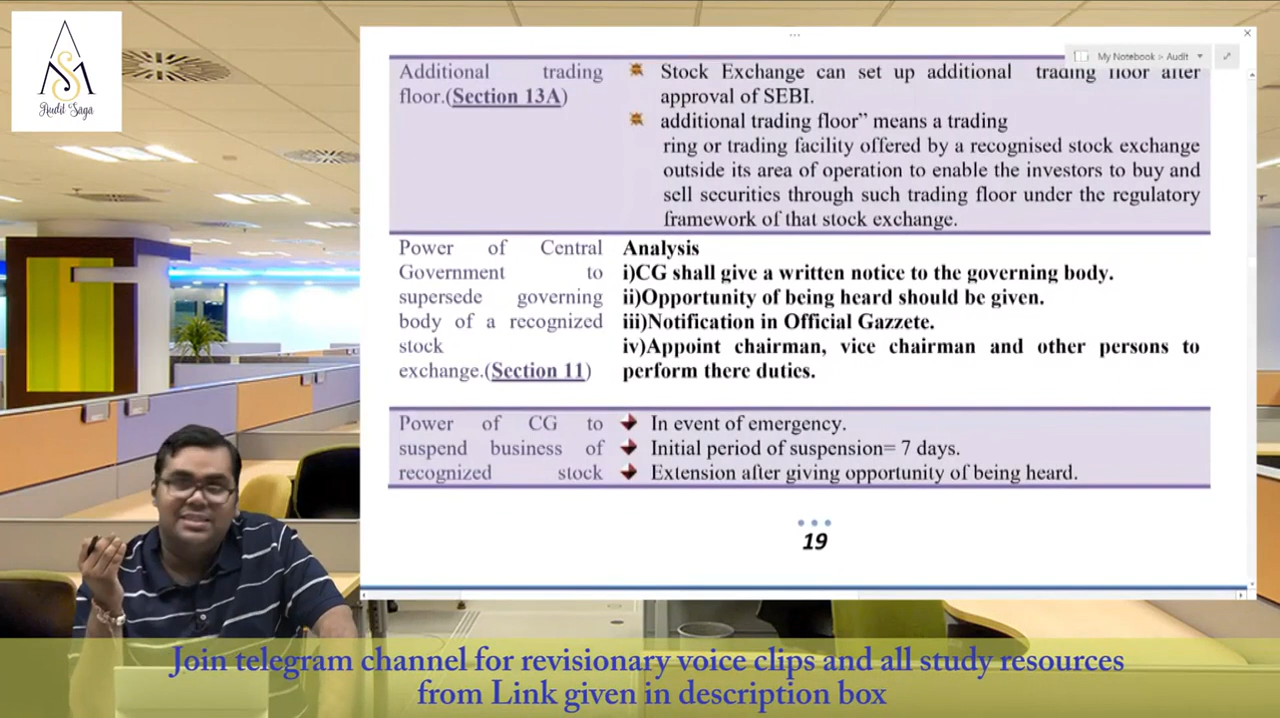 Audit Saga
My Notebook > Audit
Additional trading
floor.(Section 13A)
Stock Exchange can set up additional trading floor after
approval of SEBI.
additional trading floor” means a trading
ring or trading facility offered by a recognised stock exchange
outside its area of operation to enable the investors to buy and
sell securities through such trading floor under the regulatory
framework of that stock exchange.
Power of Central
Government to
supersede governing
body of a recognized
stock
exchange.(Section 11)
Analysis
i)CG shall give a written notice to the governing body.
ii)Opportunity of being heard should be given.
iii)Notification in Official Gazzete.
iv)Appoint chairman, vice chairman and other persons to
perform there duties.
Power of CG to
suspend business of
recognized stock
In event of emergency.
Initial period of suspension= 7 days.
Extension after giving opportunity of being heard.
19
Join telegram channel for revisionary voice clips and all study resources
from Link given in description box